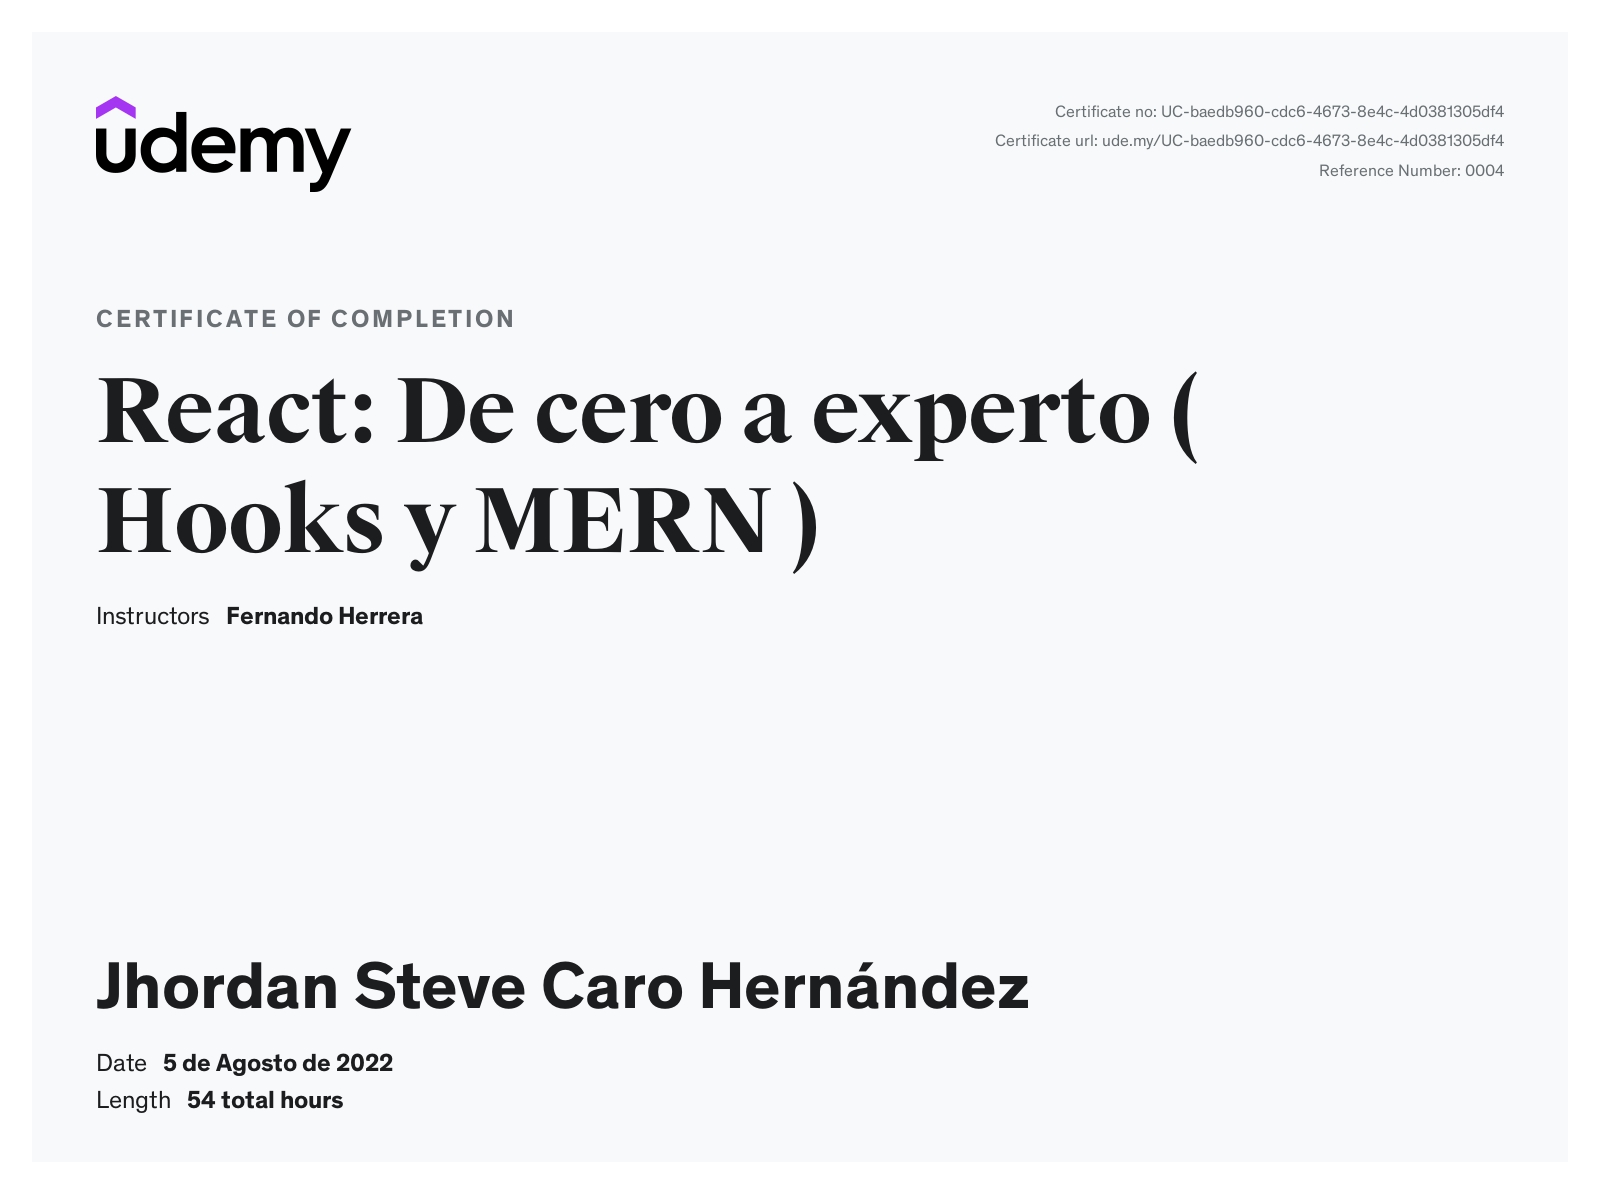 udemy
Certificate no: UC-baedb960-cdc6-4673-8e4c-4d0381305df4
Certificate url: ude.my/UC-baedb960-cdc6-4673-8e4c-4d0381305df4
Reference Number: 0004
CERTIFICATE OF COMPLETION
React: De cero a experto (
Hooks y MERN )
Instructors Fernando Herrera
Jhordan Steve Caro Hernández
Date 5 de Agosto de 2022
Length 54 total hours